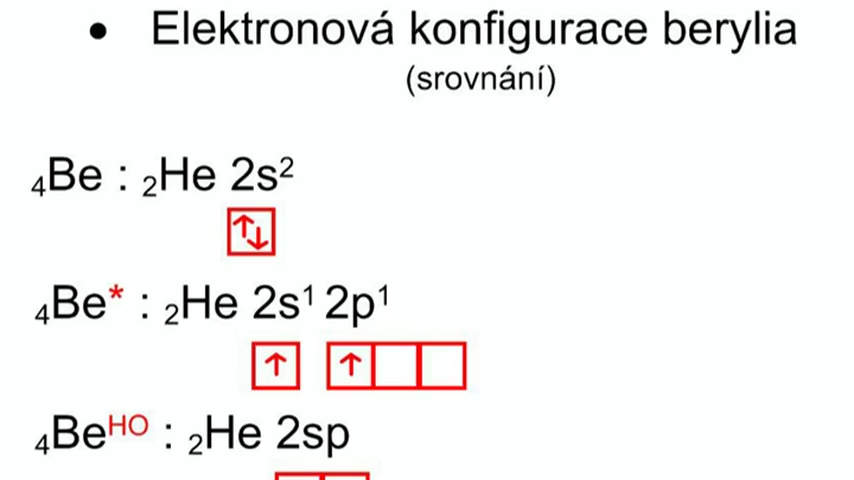 • Elektronová konfigurace berylia
(srovnání)
₄Be : ₂He 2s²
↑↓
₄Be* : ₂He 2s¹ 2p¹
↑ ↑
₄Beᴴᴼ : ₂He 2sp